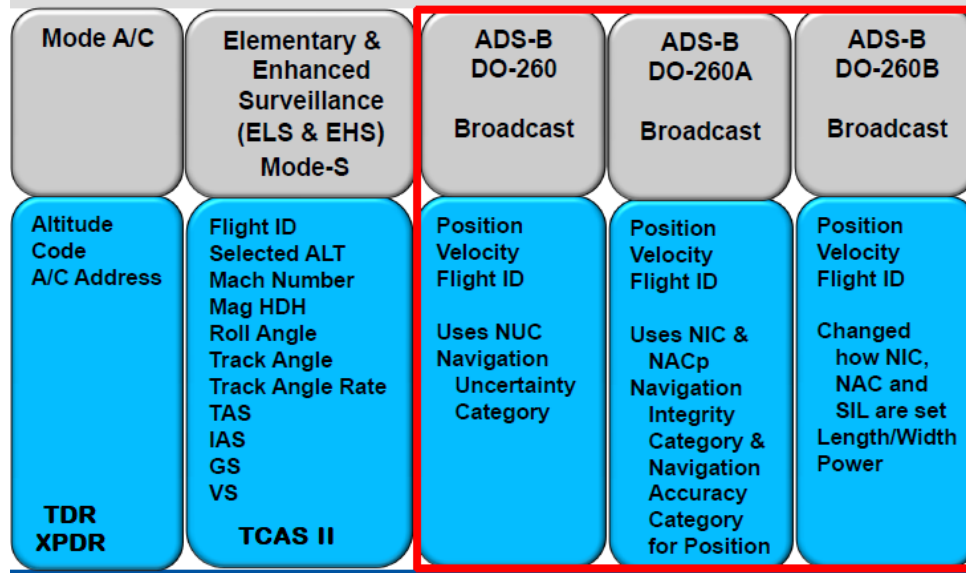 Mode A/C
Elementary &
Enhanced
Surveillance
(ELS & EHS)
Mode-S
ADS-B
DO-260
Broadcast
ADS-B
DO-260A
Broadcast
ADS-B
DO-260B
Broadcast
Altitude
Code
A/C Address
TDR
XPDR
Flight ID
Selected ALT
Mach Number
Mag HDH
Roll Angle
Track Angle
Track Angle Rate
TAS
IAS
GS
VS
TCAS II
Position
Velocity
Flight ID
Uses NUC
Navigation
Uncertainty
Category
Position
Velocity
Flight ID
Uses NIC &
NACp
Navigation
Integrity
Category &
Navigation
Accuracy
Category
for Position
Position
Velocity
Flight ID
Changed
how NIC,
NAC and
SIL are set
Length/Width
Power